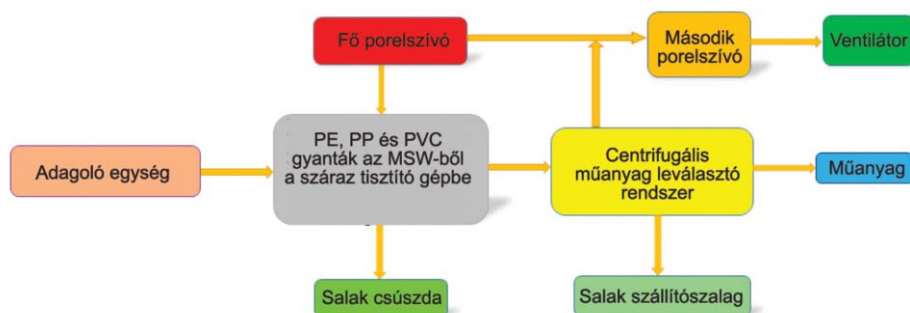 Fő porelszívó
Második
porelszívó
Ventilátor
PE, PP és PVC
gyanták az MSW-ből
a száraz tisztító gépbe
Adagoló egység
Centrifugális
műanyag leválasztó
rendszer
Műanyag
Salak csúszda
Salak szállítószalag